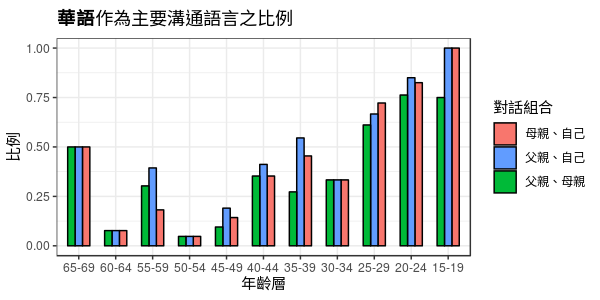 華語作為主要溝通語言之比例
1.00
0.75
0.50
0.25
0.00
比例
65-69 60-64 55-59 50-54 45-49 40-44 35-39 30-34 25-29 20-24 15-19
年齡層
對話組合
母親、自己
父親、自己
父親、母親